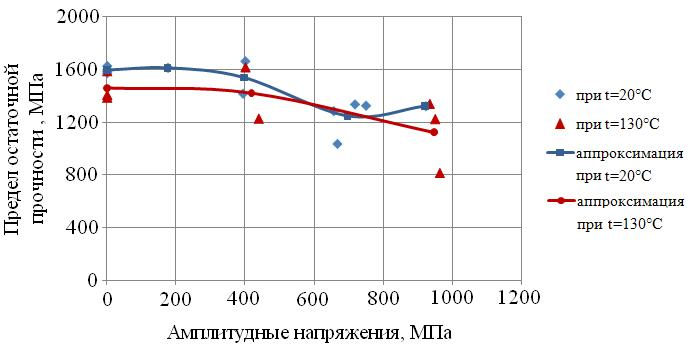 Предел остаточной
прочности , МПа
2000
1600
1200
800
400
0
0
200
400
600
800
1000
1200
Амплитудные напряжения, МПа
при t=20°C
при t=130°C
аппроксимация
при t=20°C
аппроксимация
при t=130°C